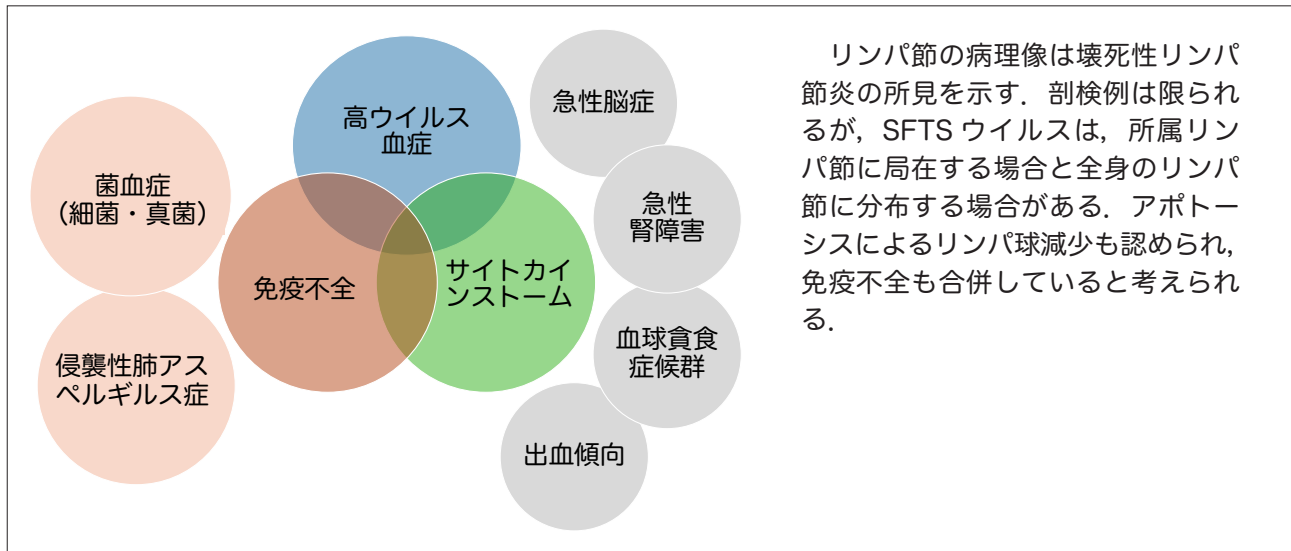 高ウイルス
血症
免疫不全
サイトカイ
ンストーム
菌血症
(細菌・真菌)
侵襲性肺アス
ペルギルス症
急性脳症
急性
腎障害
血球貪食
症候群
出血傾向
リンパ節の病理像は壊死性リンパ
節炎の所見を示す．剖検例は限られ
るが，SFTS ウイルスは，所属リン
パ節に局在する場合と全身のリンパ
節に分布する場合がある．アポトー
シスによるリンパ球減少も認められ，
免疫不全も合併していると考えられ
る．